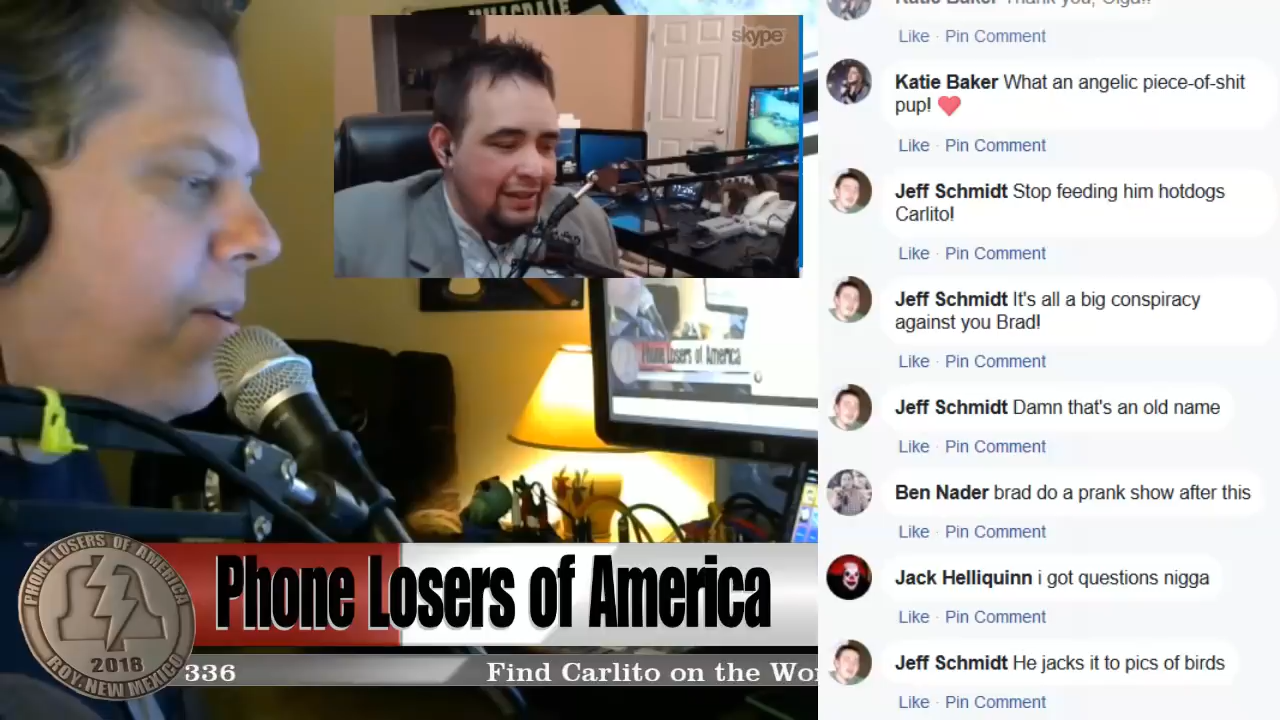 HILLSDALE
skype
Phone Losers of America
PHONE LOSERS OF AMERICA
2018
ROY, NEW MEXICO
Phone Losers of America
336
Find Carlito on the Wo
Like · Pin Comment
Katie Baker What an angelic piece-of-shit
pup! ❤️
Like · Pin Comment
Jeff Schmidt Stop feeding him hotdogs
Carlito!
Like · Pin Comment
Jeff Schmidt It's all a big conspiracy
against you Brad!
Like · Pin Comment
Jeff Schmidt Damn that's an old name
Like · Pin Comment
Ben Nader brad do a prank show after this
Like · Pin Comment
Jack Helliquinn i got questions nigga
Like · Pin Comment
Jeff Schmidt He jacks it to pics of birds
Like · Pin Comment